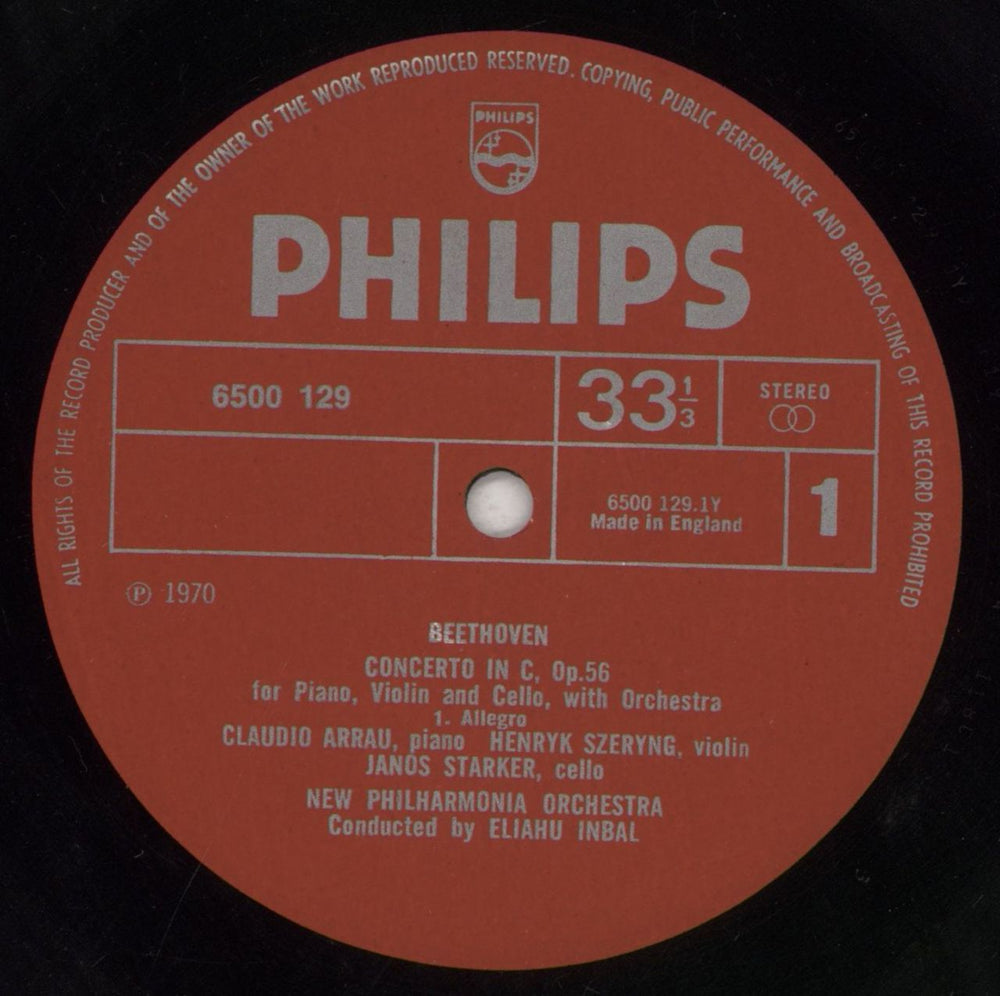 ALL RIGHTS OF THE RECORD PRODUCER AND OF THE OWNER OF THE WORK REPRODUCED RESERVED. COPYING, PUBLIC PERFORMANCE AND BROADCASTING OF THIS RECORD PROHIBITED
PHILIPS
PHILIPS
6500 129
33 1/3
STEREO
6500 129.1Y
Made in England
1
℗ 1970
BEETHOVEN
CONCERTO IN C, Op.56
for Piano, Violin and Cello, with Orchestra
1. Allegro
CLAUDIO ARRAU, piano HENRYK SZERYNG, violin
JANOS STARKER, cello
NEW PHILHARMONIA ORCHESTRA
Conducted by ELIAHU INBAL